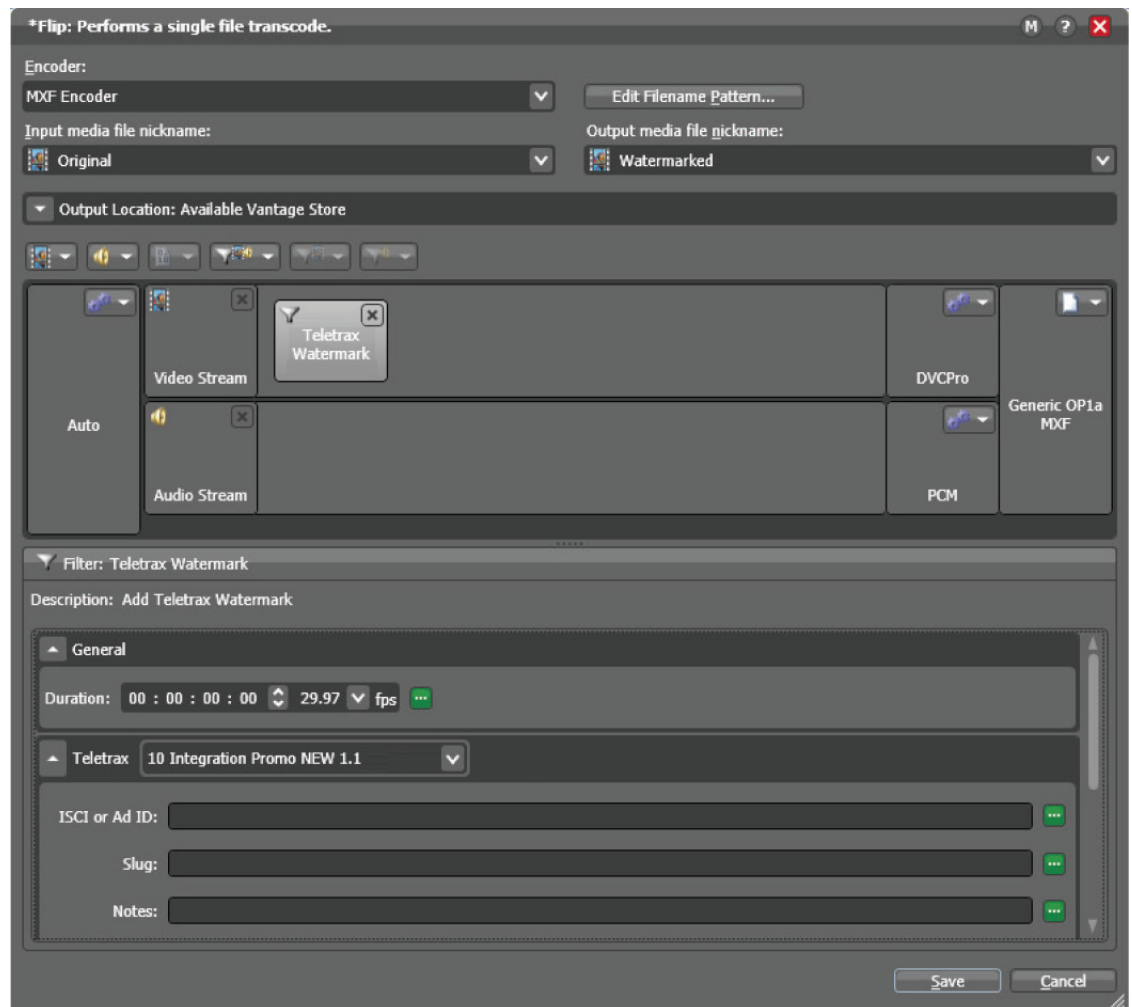 *Flip: Performs a single file transcode.
M ?
Encoder:
MXF Encoder
Edit Filename Pattern...
Input media file nickname:
Output media file nickname:
Original
Watermarked
Output Location: Available Vantage Store
Auto
Video Stream
Teletrax
Watermark
DVCPro
Generic OP1a
MXF
Audio Stream
PCM
Filter: Teletrax Watermark
Description: Add Teletrax Watermark
General
Duration: 00 : 00 : 00 : 00 29.97 fps
Teletrax 10 Integration Promo NEW 1.1
ISCI or Ad ID:
Slug:
Notes:
Save Cancel